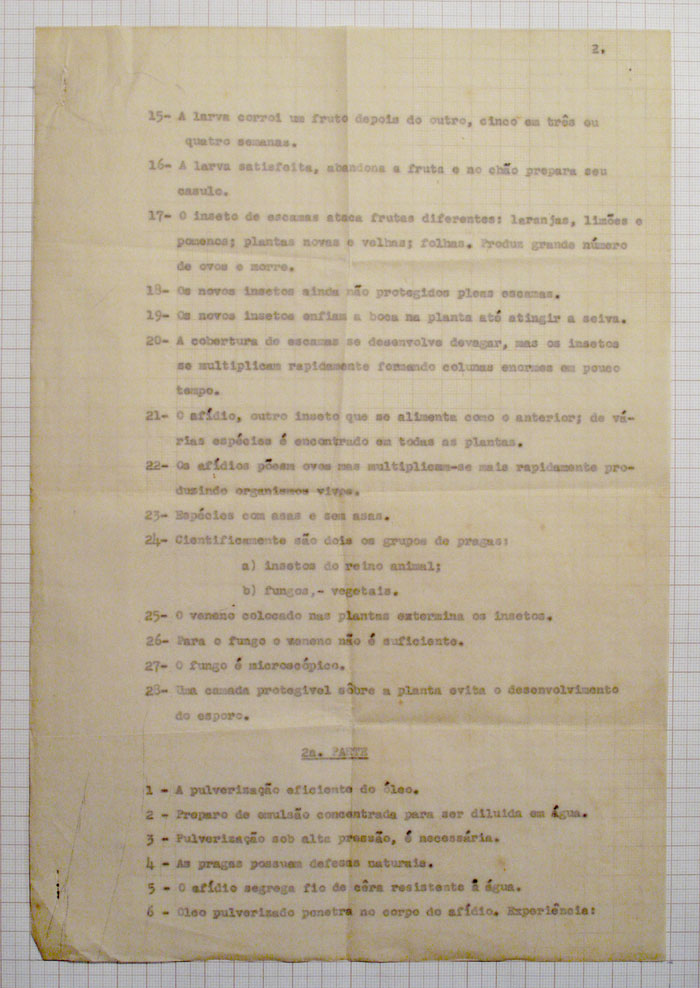 2.
15- A larva corroi um fruto depois do outro, cinco em três ou
quatro semanas.
16- A larva satisfeita, abandona a fruta e no chão prepara seu
casulo.
17- O inseto de escamas ataca frutas diferentes: laranjas, limões e
pomenos; plantas novas e velhas; folhas. Produz grande número
de ovos e morre.
18- Os novos insetos ainda não protegidos pleas escamas.
19- Os novos insetos enfiam a boca na planta até atingir a seiva.
20- A cobertura de escamas se desenvolve devagar, mas os insetos
se multiplicam rapidamente formando colunas enormes em pouco
tempo.
21- O afídio, outro inseto que se alimenta como o anterior; de vá-
rias espécies é encontrado em todas as plantas.
22- Os afídios põem ovos mas multiplicam-se mais rapidamente pro-
duzindo organismos vivos.
23- Espécies com asas e sem asas.
24- Cientificamente são dois os grupos de pragas:
a) insetos do reino animal;
b) fungos,- vegetais.
25- O veneno colocado nas plantas extermina os insetos.
26- Para o fungo o veneno não é suficiente.
27- O fungo é microscópico.
28- Uma camada protegivel sôbre a planta evita o desenvolvimento
do esporo.
2a. PARTE
1 - A pulverização eficiente do óleo.
2 - Preparo de emulsão concentrada para ser diluida em água.
3 - Pulverização sob alta pressão, é necessária.
4 - As pragas possuem defesas naturais.
5 - O afídio segrega fio de cêra resistente à água.
6 - Oleo pulverizado penetra no corpo do afídio. Experiência: